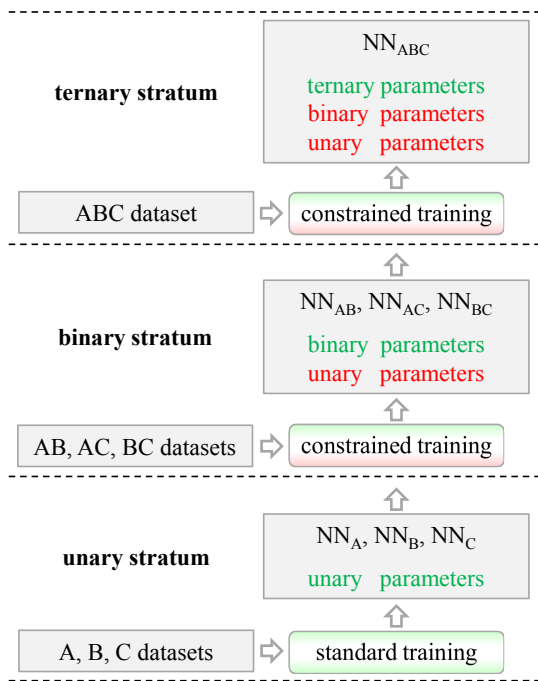 NN_ABC
ternary parameters
ternary stratum
binary parameters
unary parameters
ABC dataset
constrained training
NN_AB, NN_AC, NN_BC
binary stratum
binary parameters
unary parameters
AB, AC, BC datasets
constrained training
NN_A, NN_B, NN_C
unary stratum
unary parameters
A, B, C datasets
standard training